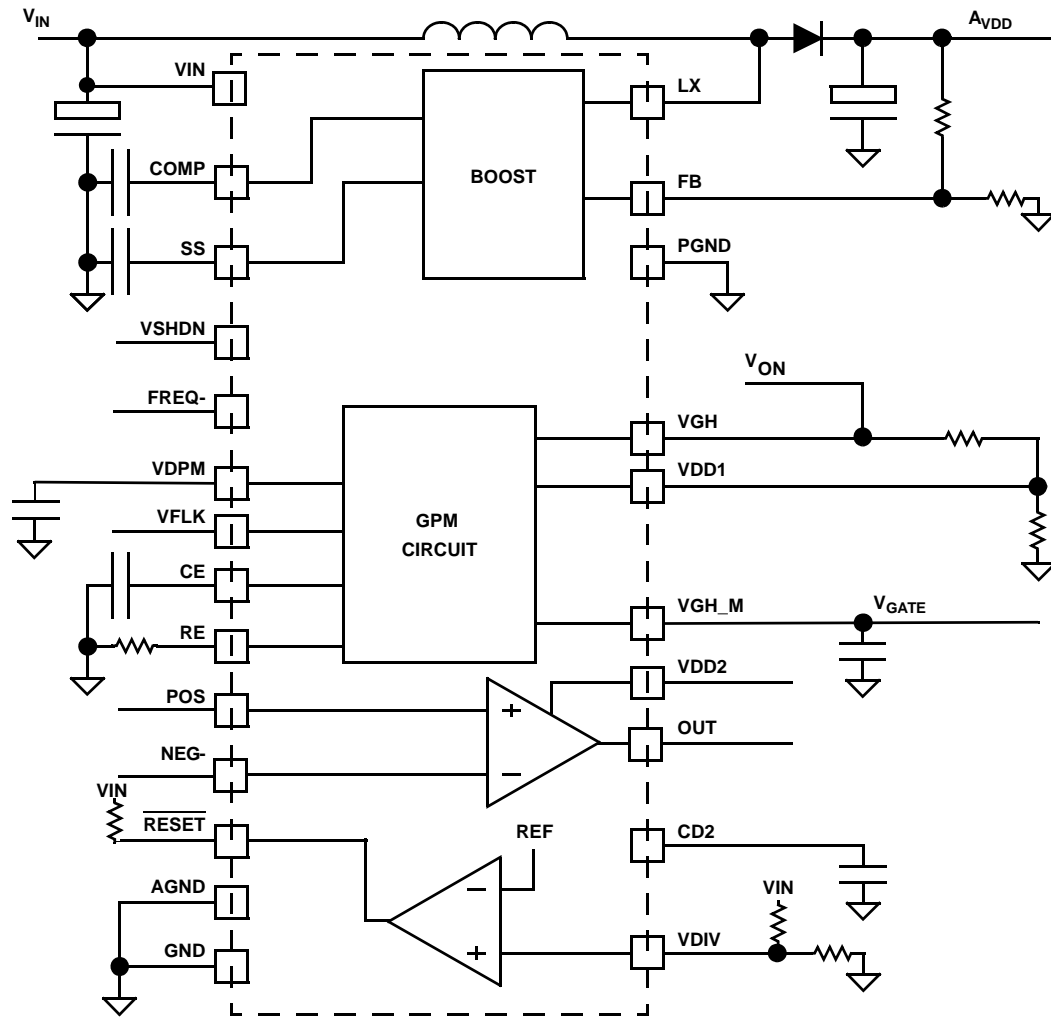 VIN
AVDD
VIN
LX
COMP
BOOST
FB
SS
PGND
VSHDN
VON
FREQ-
VGH
VDPM
VDD1
VFLK
GPM
CIRCUIT
CE
RE
VGH_M
VGATE
VDD2
POS
+
OUT
NEG-
−
VIN
RESET
REF
CD2
AGND
−
VIN
GND
+
VDIV